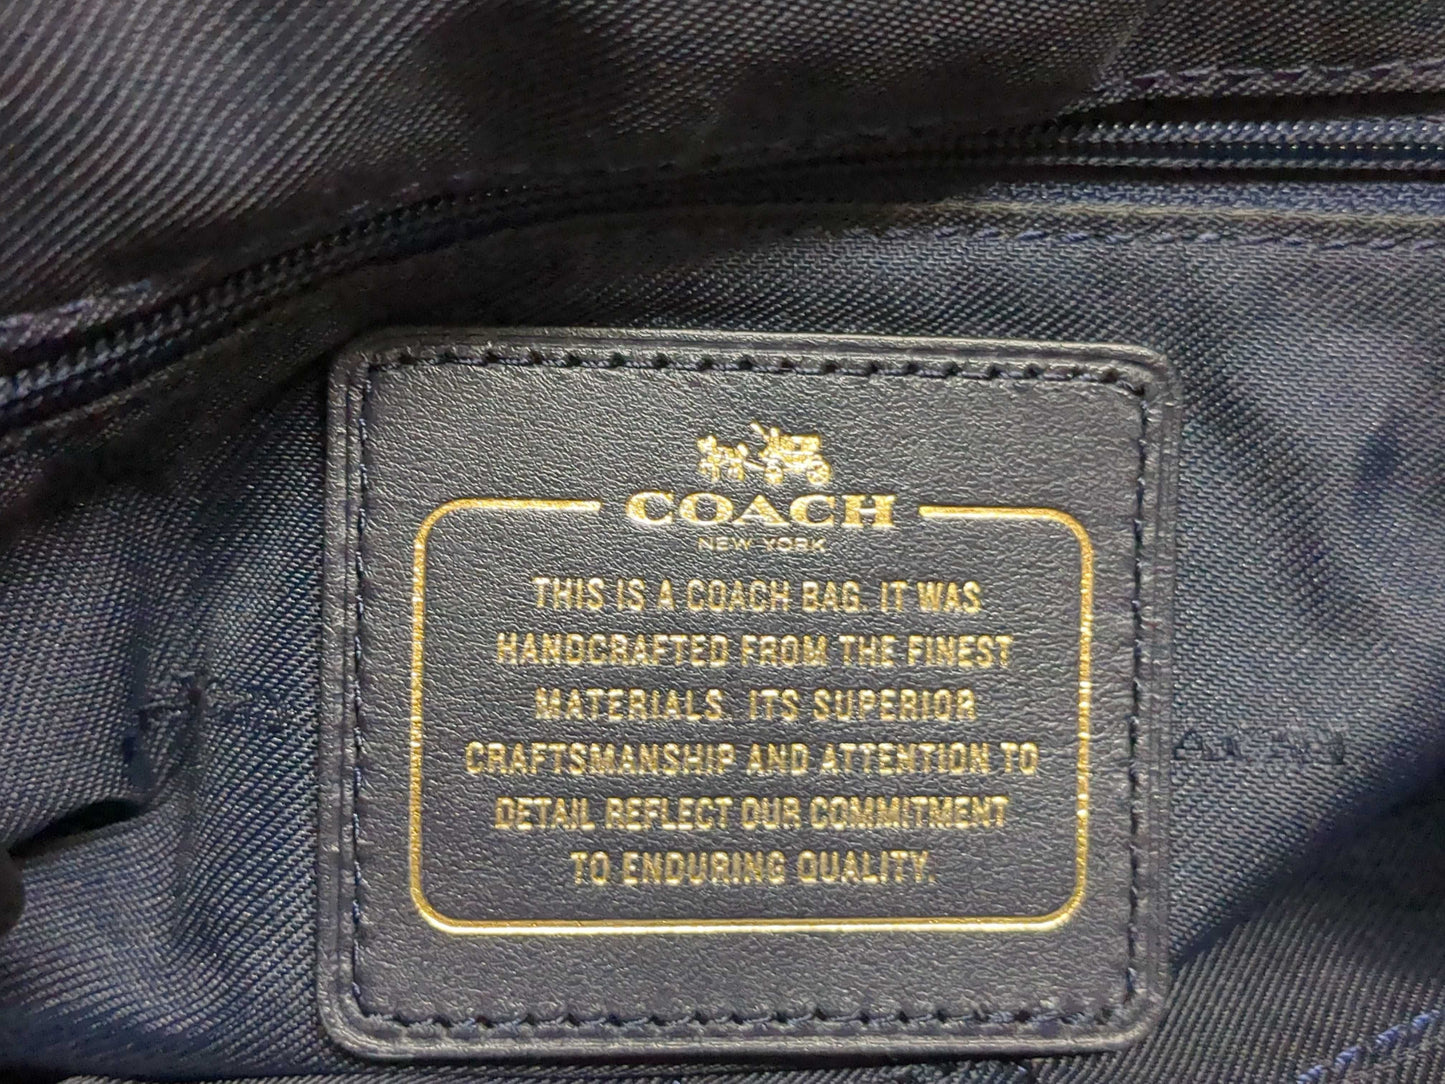 COACH
NEW YORK
THIS IS A COACH BAG. IT WAS
HANDCRAFTED FROM THE FINEST
MATERIALS. ITS SUPERIOR
CRAFTSMANSHIP AND ATTENTION TO
DETAIL REFLECT OUR COMMITMENT
TO ENDURING QUALITY.